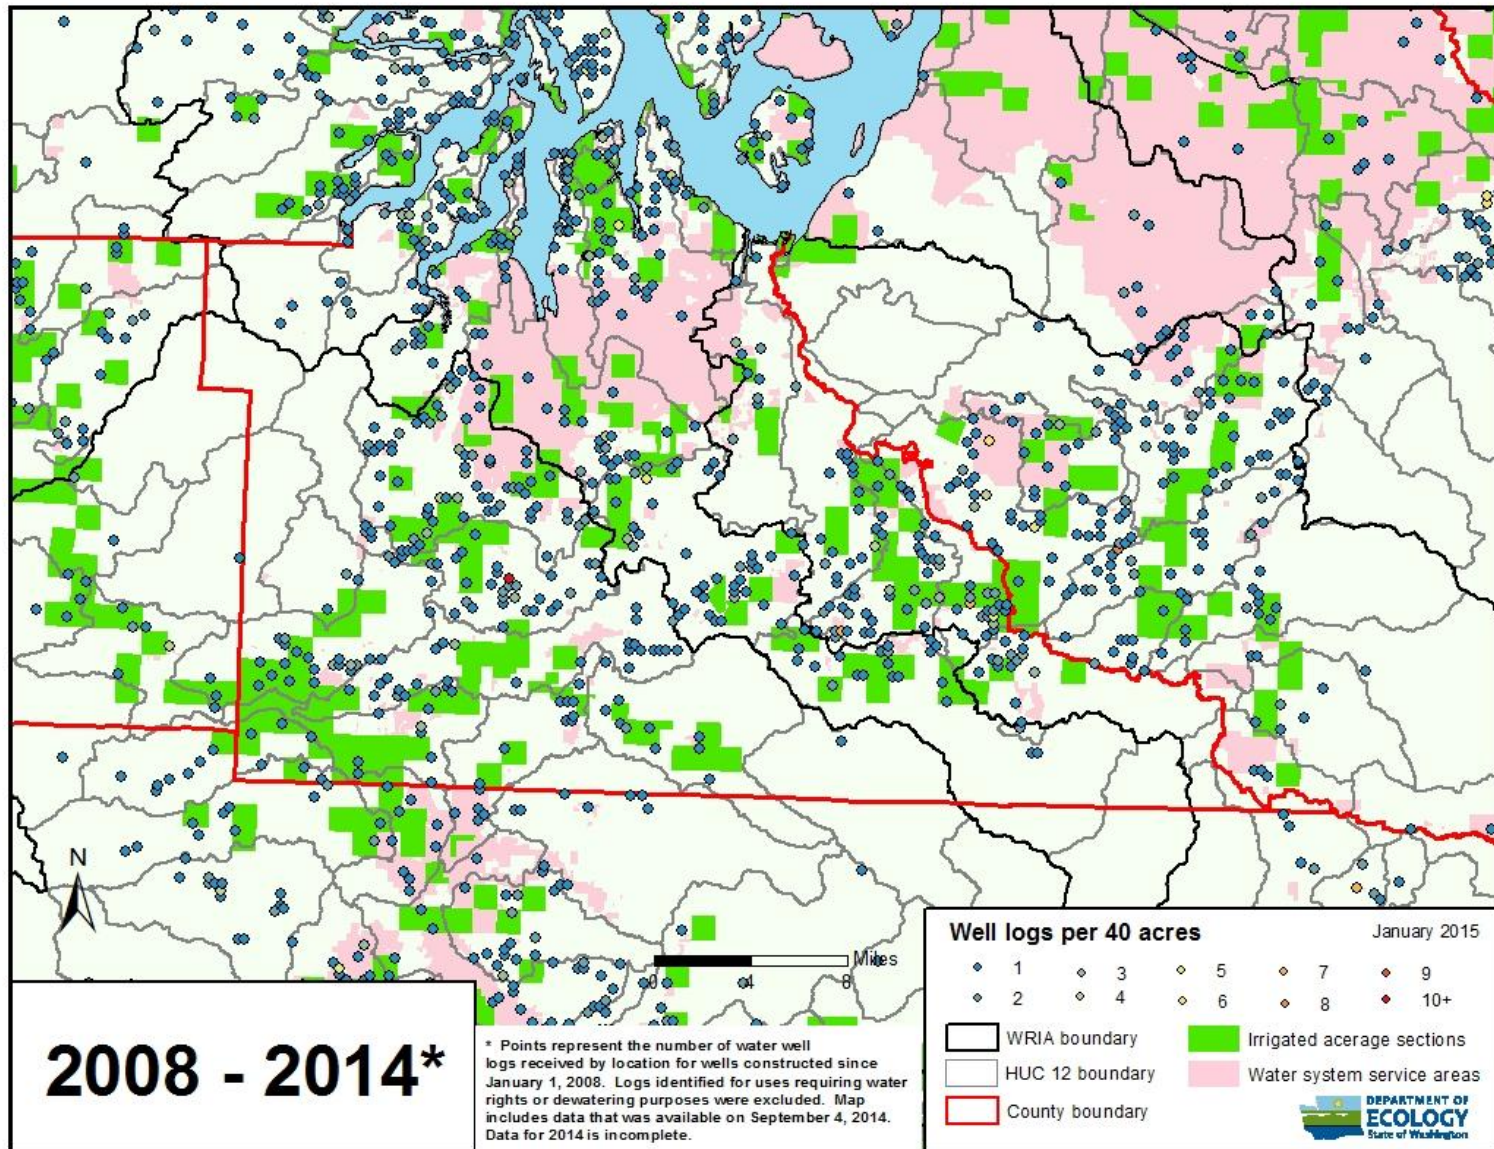 N
Miles
0 4 8
2008 - 2014*
* Points represent the number of water well
logs received by location for wells constructed since
January 1, 2008. Logs identified for uses requiring water
rights or dewatering purposes were excluded. Map
includes data that was available on September 4, 2014.
Data for 2014 is incomplete.
Well logs per 40 acres
January 2015
1 3 5 7 9
2 4 6 8 10+
WRIA boundary
HUC 12 boundary
County boundary
Irrigated acerage sections
Water system service areas
DEPARTMENT OF
ECOLOGY
State of Washington